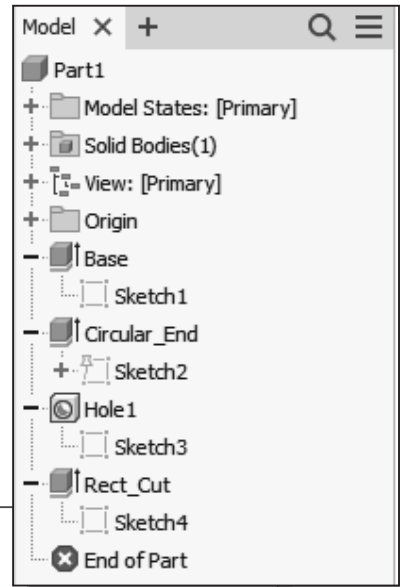 Model
Part1
Model States: [Primary]
Solid Bodies(1)
View: [Primary]
Origin
Base
Sketch1
Circular_End
Sketch2
Hole1
Sketch3
Rect_Cut
Sketch4
End of Part